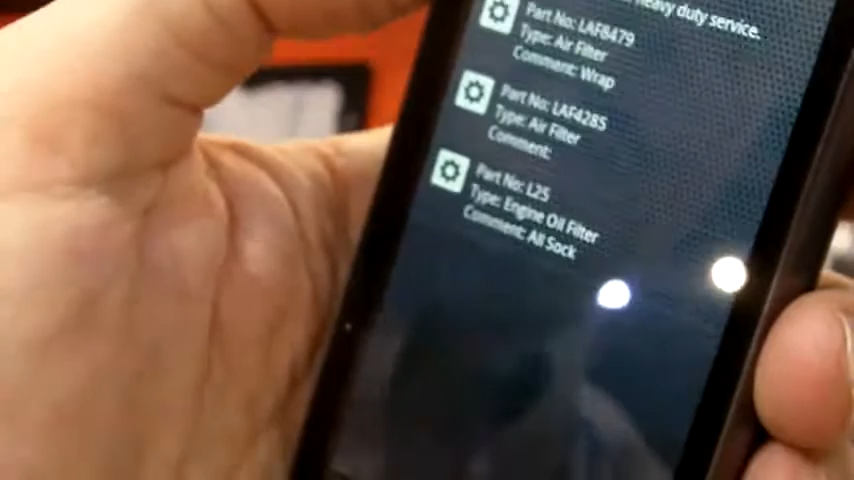 heavy duty service.
Part No: LAF8479
Type: Air Filter
Comment: Wrap
Part No: LAF4285
Type: Air Filter
Comment:
Part No: L25
Type: Engine Oil Filter
Comment: All Sock